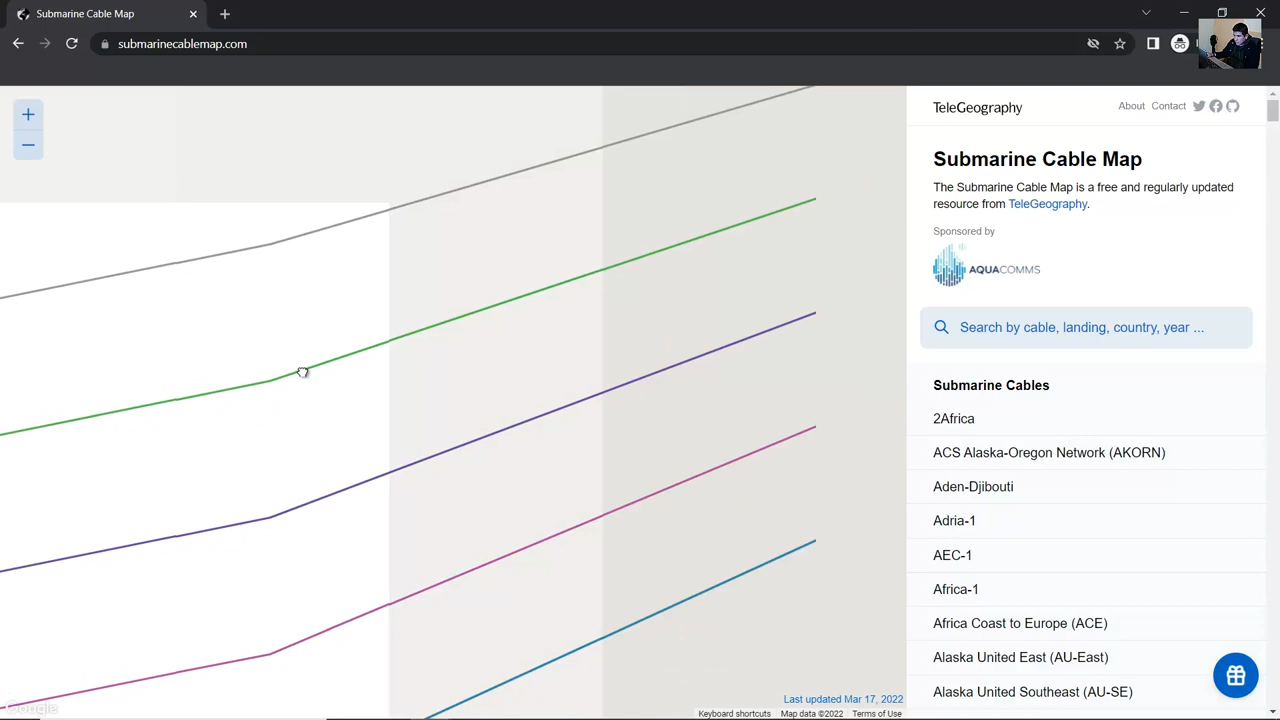 Submarine Cable Map
submarinecablemap.com
TeleGeography
About Contact
Submarine Cable Map
The Submarine Cable Map is a free and regularly updated
resource from TeleGeography.
Sponsored by
AQUACOMMS
Search by cable, landing, country, year ...
Submarine Cables
2Africa
ACS Alaska-Oregon Network (AKORN)
Aden-Djibouti
Adria-1
AEC-1
Africa-1
Africa Coast to Europe (ACE)
Alaska United East (AU-East)
Alaska United Southeast (AU-SE)
Last updated Mar 17, 2022
Google
Keyboard shortcuts Map data ©2022 Terms of Use